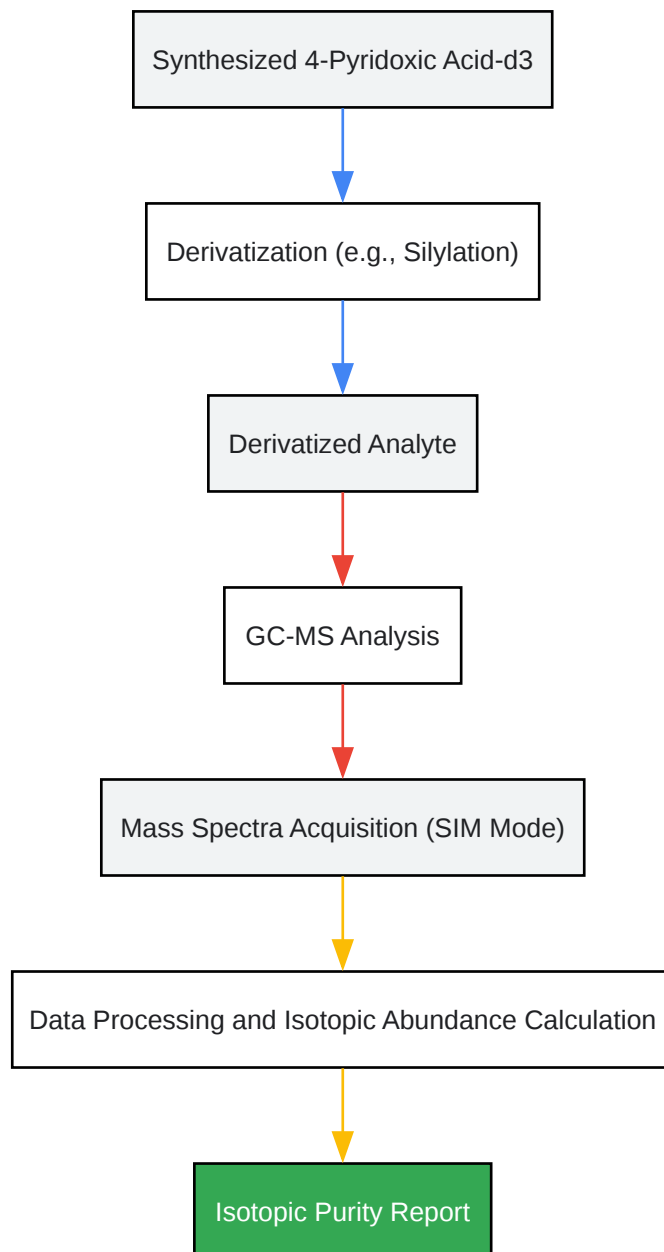 Synthesized 4-Pyridoxic Acid-d3
Derivatization (e.g., Silylation)
Derivatized Analyte
GC-MS Analysis
Mass Spectra Acquisition (SIM Mode)
Data Processing and Isotopic Abundance Calculation
Isotopic Purity Report